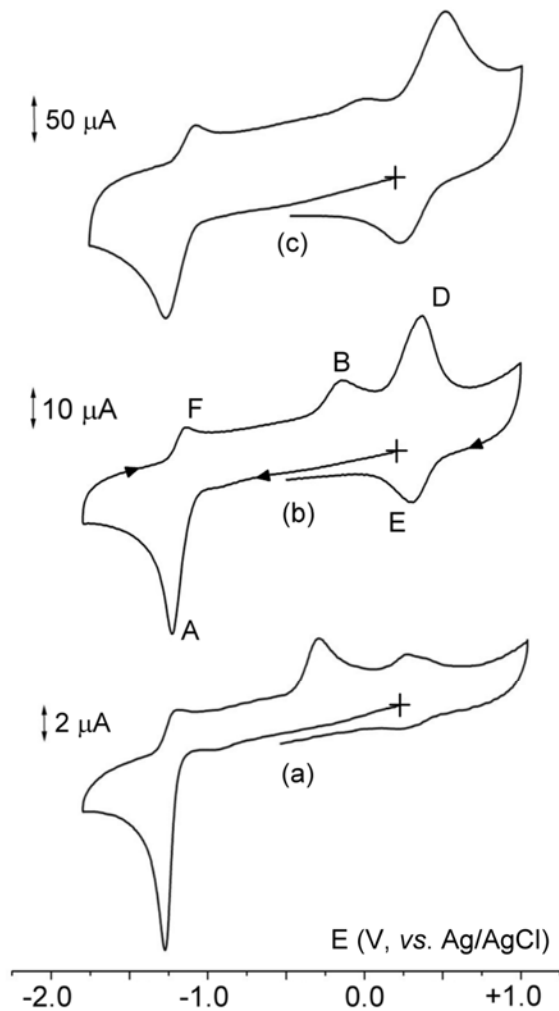 50 μA
(c)
D
B
10 μA
F
(b)
E
A
2 μA
(a)
E (V, vs. Ag/AgCl)
-2.0 -1.0 0.0 +1.0